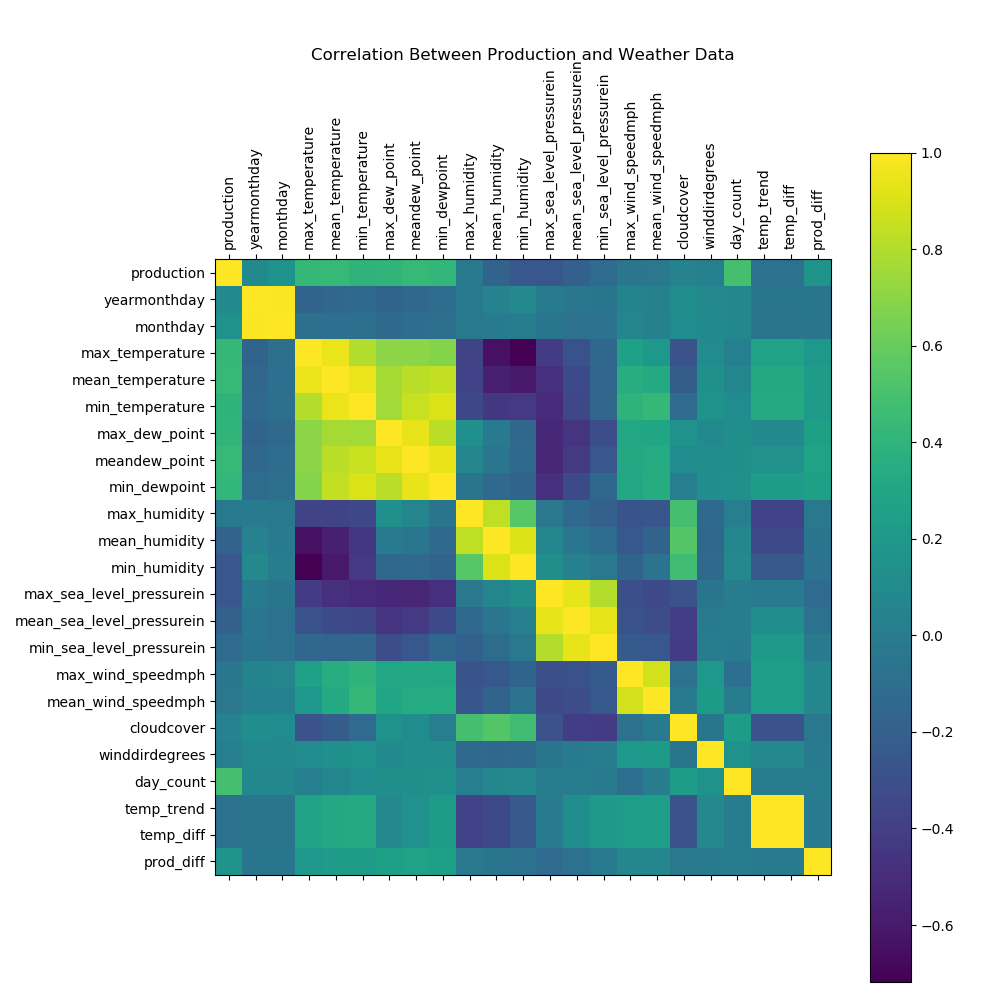 Correlation Between Production and Weather Data
production
yearmonthday
monthday
max_temperature
mean_temperature
min_temperature
max_dew_point
meandew_point
min_dewpoint
max_humidity
mean_humidity
min_humidity
max_sea_level_pressurein
mean_sea_level_pressurein
min_sea_level_pressurein
max_wind_speedmph
mean_wind_speedmph
cloudcover
winddirdegrees
day_count
temp_trend
temp_diff
prod_diff
production
yearmonthday
monthday
max_temperature
mean_temperature
min_temperature
max_dew_point
meandew_point
min_dewpoint
max_humidity
mean_humidity
min_humidity
max_sea_level_pressurein
mean_sea_level_pressurein
min_sea_level_pressurein
max_wind_speedmph
mean_wind_speedmph
cloudcover
winddirdegrees
day_count
temp_trend
temp_diff
prod_diff
1.0
0.8
0.6
0.4
0.2
0.0
−0.2
−0.4
−0.6